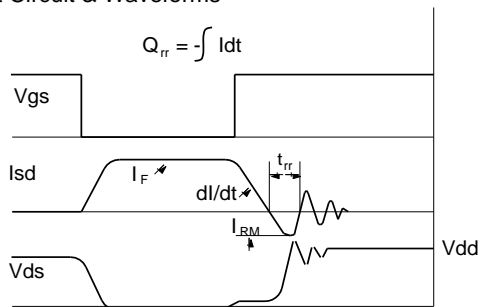 Circuit & Waveforms
Qrr = -∫ Idt
Vgs
Isd
IF
dI/dt
trr
IRM
Vdd
Vds